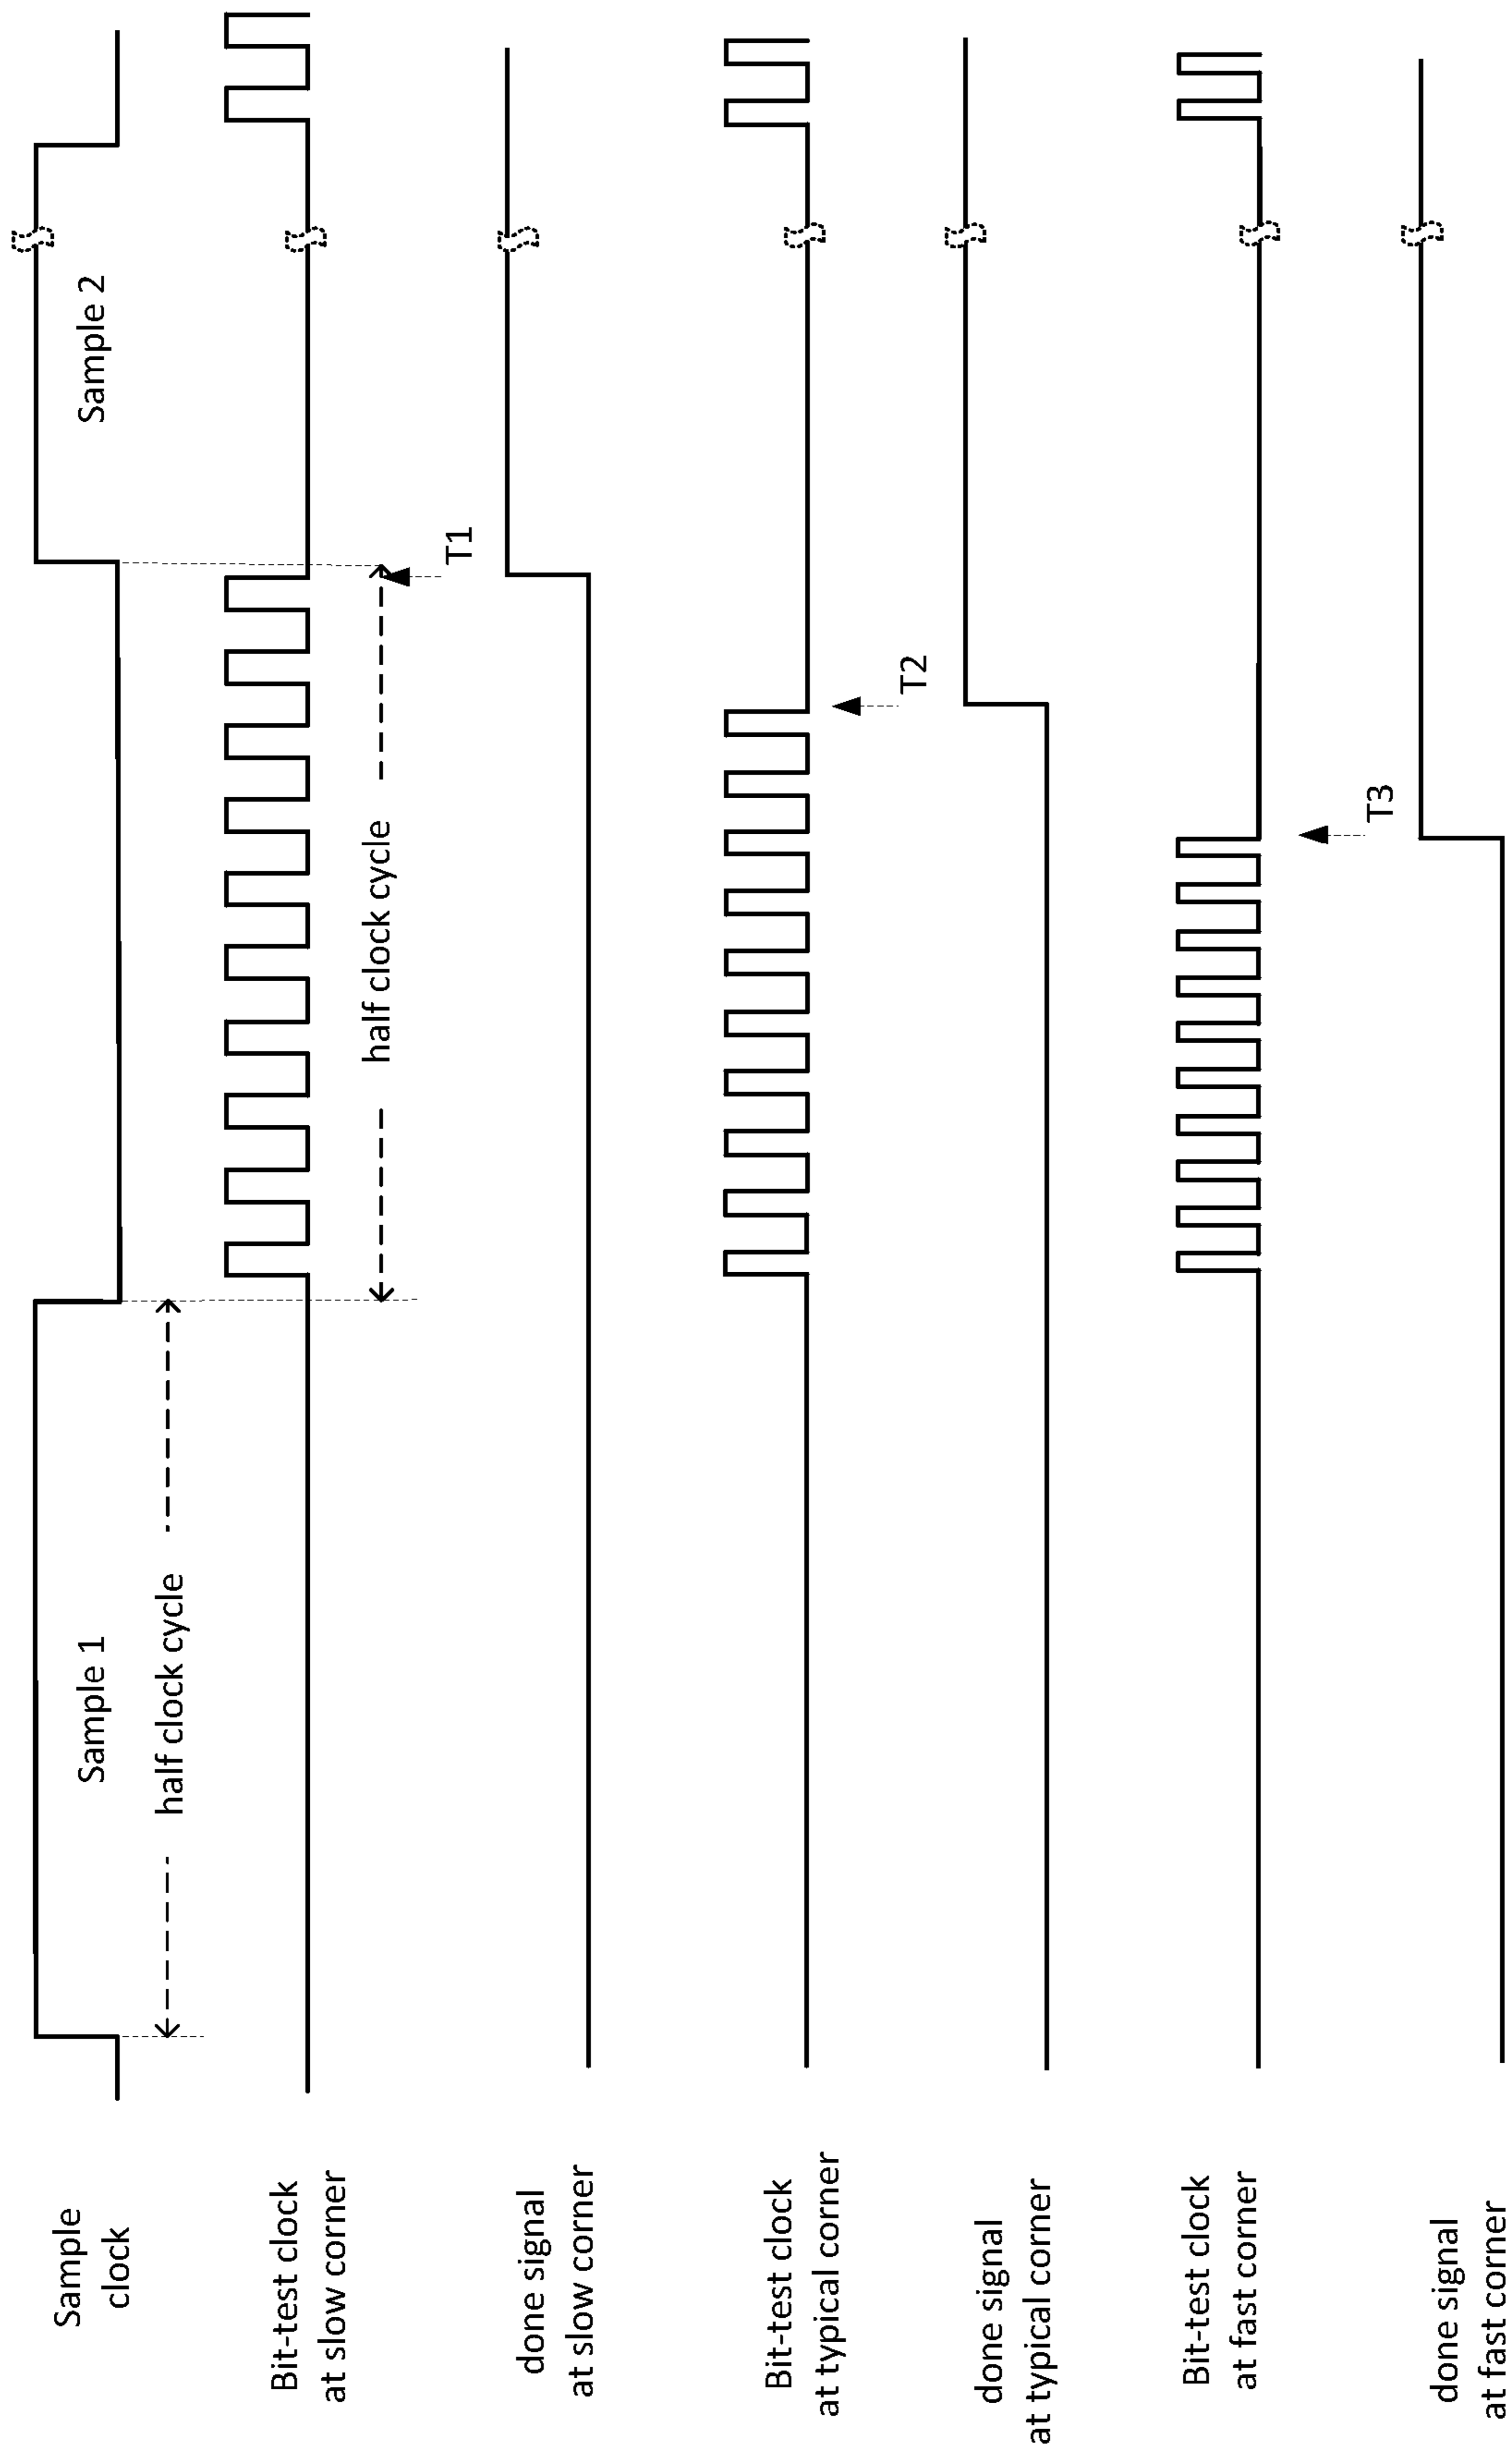 Sample
clock
Sample 1
Sample 2
half clock cycle
Bit-test clock
at slow corner
half clock cycle
T1
done signal
at slow corner
Bit-test clock
at typical corner
T2
done signal
at typical corner
Bit-test clock
at fast corner
T3
done signal
at fast corner